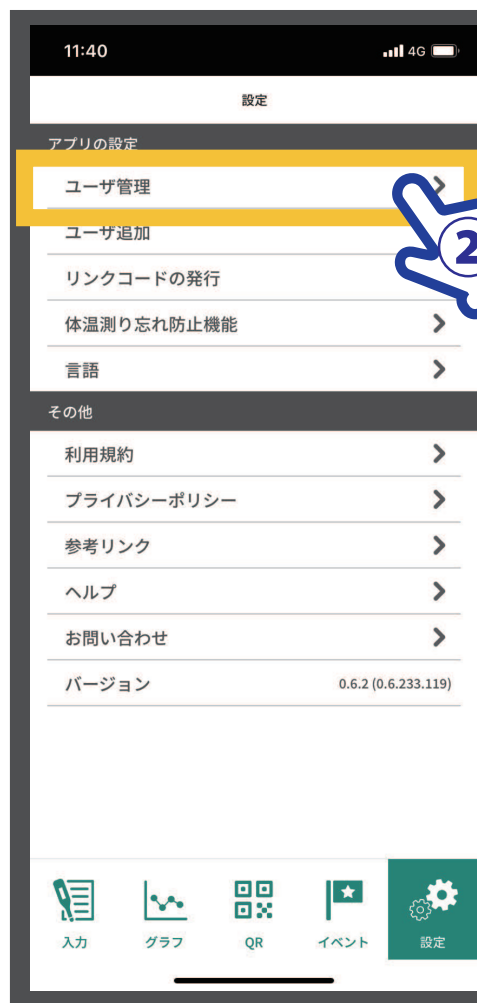 11:40
4G
設定
アプリの設定
ユーザ管理
2
ユーザ追加
リンクコードの発行
体温測り忘れ防止機能
言語
その他
利用規約
プライバシーポリシー
参考リンク
ヘルプ
お問い合わせ
バージョン 0.6.2 (0.6.233.119)
入力 グラフ QR イベント 設定